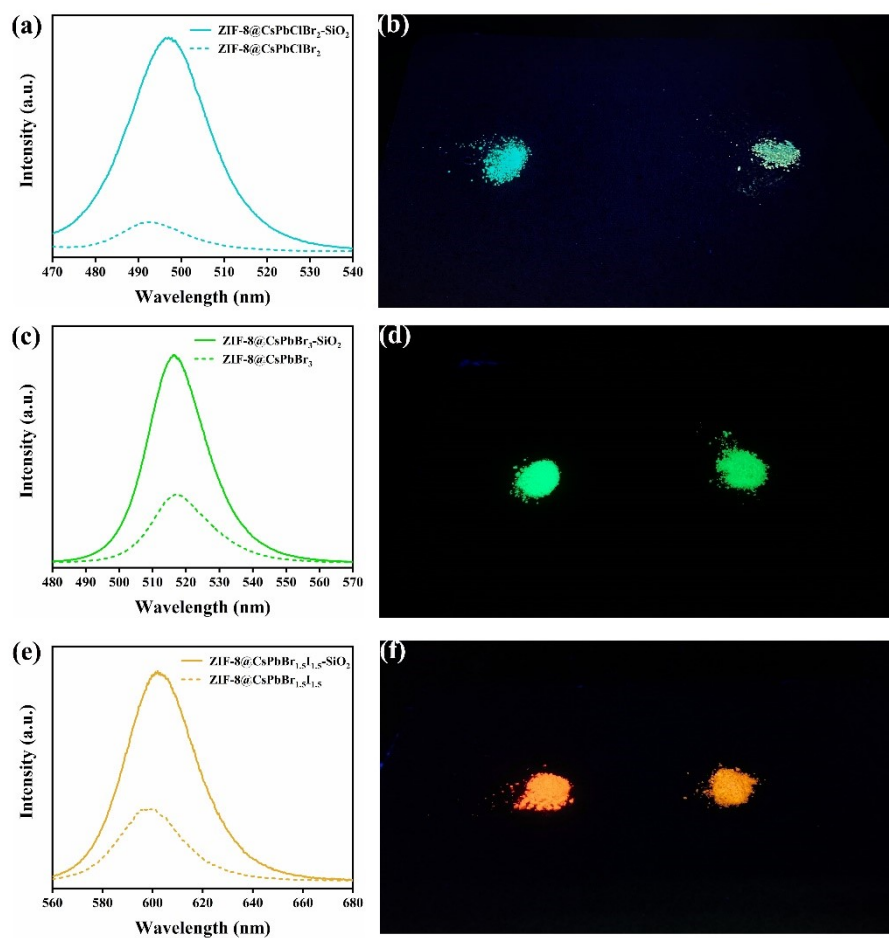 (a)
ZIF-8@CsPbClBr₂-SiO₂
ZIF-8@CsPbClBr₂
Intensity (a.u.)
470 480 490 500 510 520 530 540
Wavelength (nm)
(b)
(c)
ZIF-8@CsPbBr₃-SiO₂
ZIF-8@CsPbBr₃
Intensity (a.u.)
480 490 500 510 520 530 540 550 560 570
Wavelength (nm)
(d)
(e)
ZIF-8@CsPbBr₁.₅I₁.₅-SiO₂
ZIF-8@CsPbBr₁.₅I₁.₅
Intensity (a.u.)
560 580 600 620 640 660 680
Wavelength (nm)
(f)